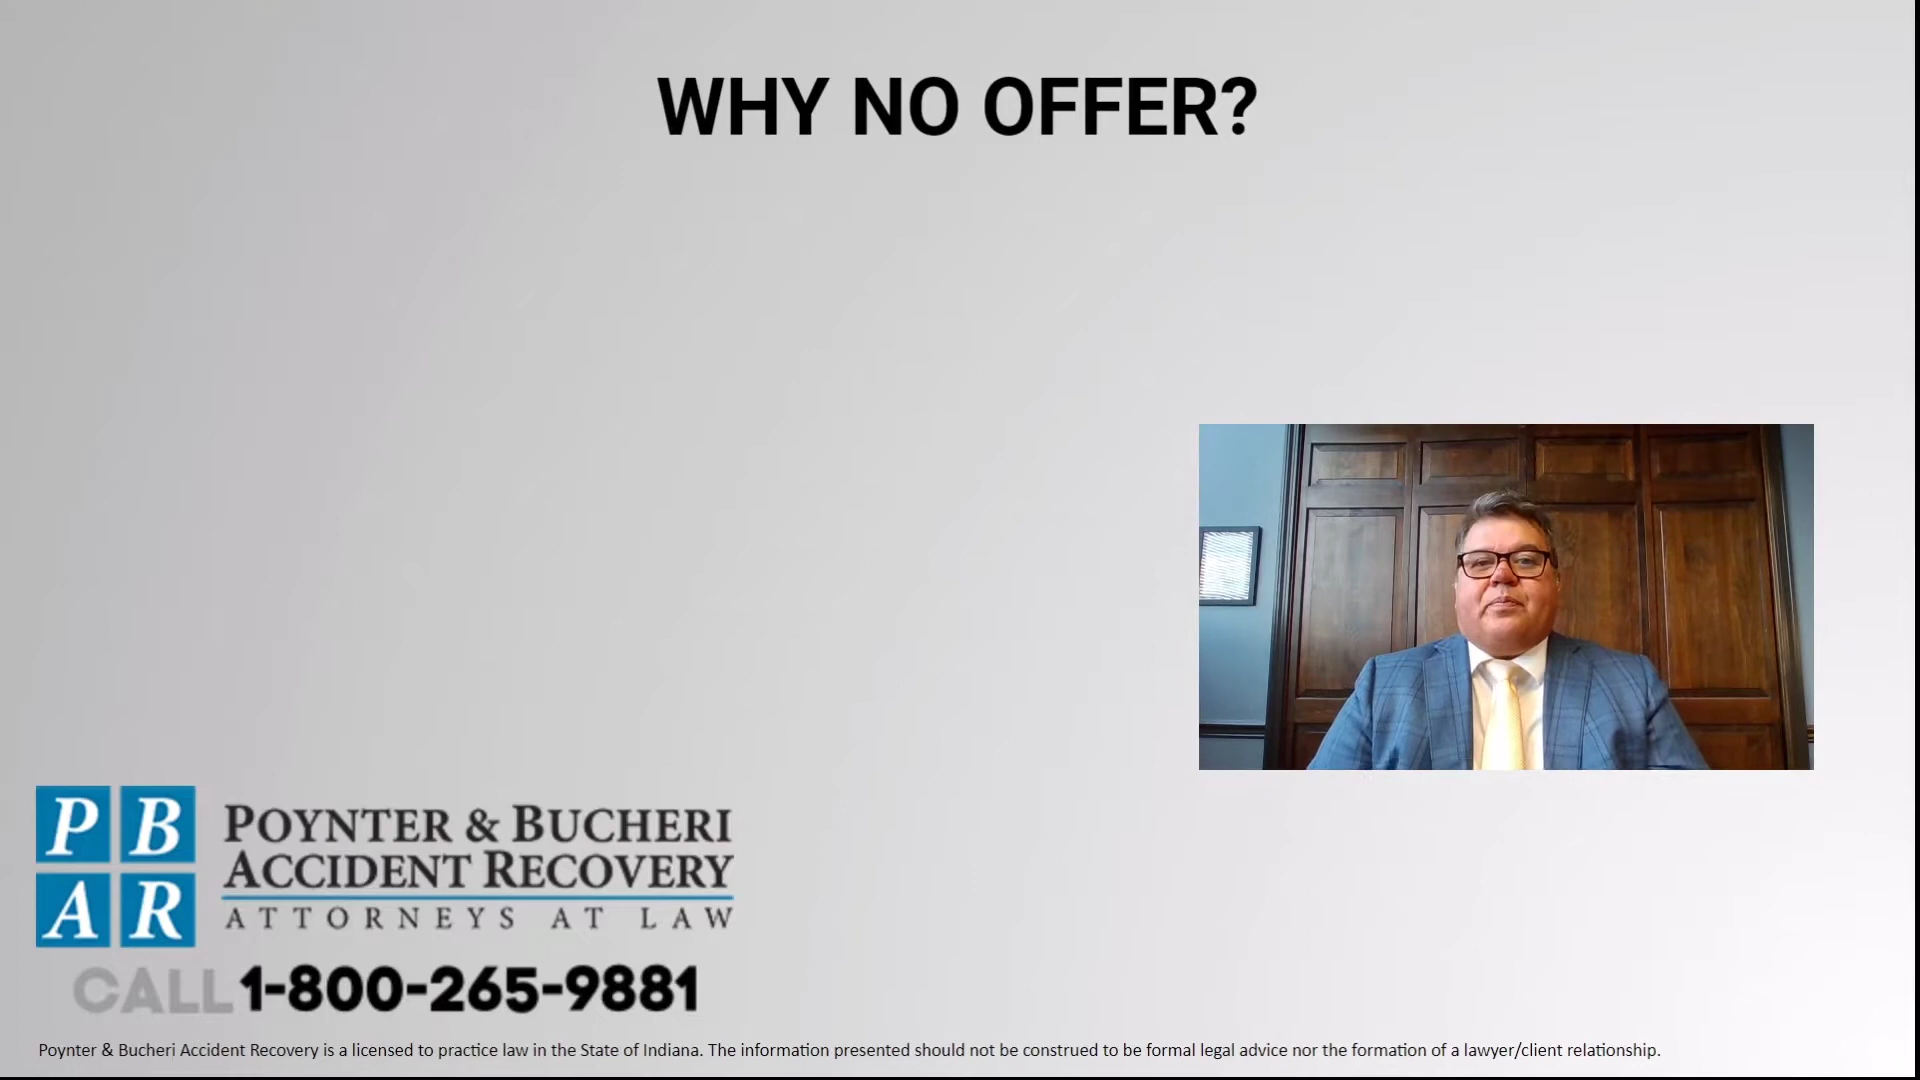 WHY NO OFFER?
P B
A R
POYNTER & BUCHERI
ACCIDENT RECOVERY
ATTORNEYS AT LAW
CALL 1-800-265-9881
Poynter & Bucheri Accident Recovery is a licensed to practice law in the State of Indiana. The information presented should not be construed to be formal legal advice nor the formation of a lawyer/client relationship.